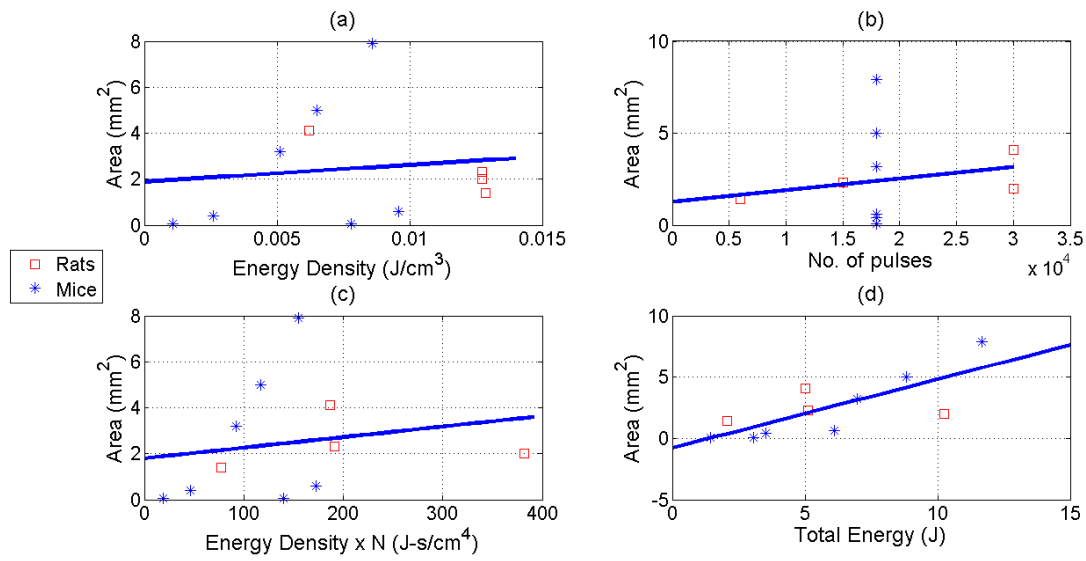 (a)
8
6
4
2
0
Area (mm²)
0
0.005
0.01
0.015
Energy Density (J/cm³)
(b)
10
5
0
Area (mm²)
0
0.5
1
1.5
2
2.5
3
3.5
x 10⁴
No. of pulses
Rats
Mice
(c)
8
6
4
2
0
Area (mm²)
0
100
200
300
400
Energy Density x N (J-s/cm⁴)
(d)
10
5
0
-5
Area (mm²)
0
5
10
15
Total Energy (J)